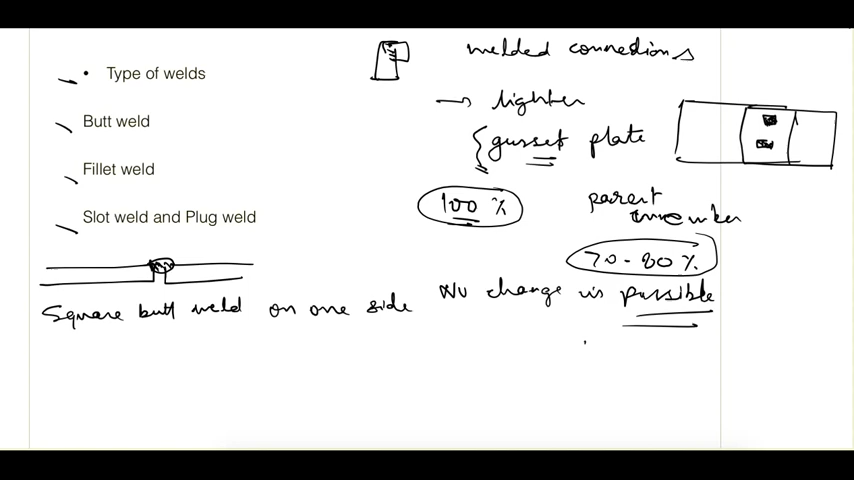 welded connections
• Type of welds
→ lighter
Butt weld
gusset plate
Fillet weld
100 % parent
member
Slot weld and Plug weld
70-80%
Square butt weld on one side
No change is possible